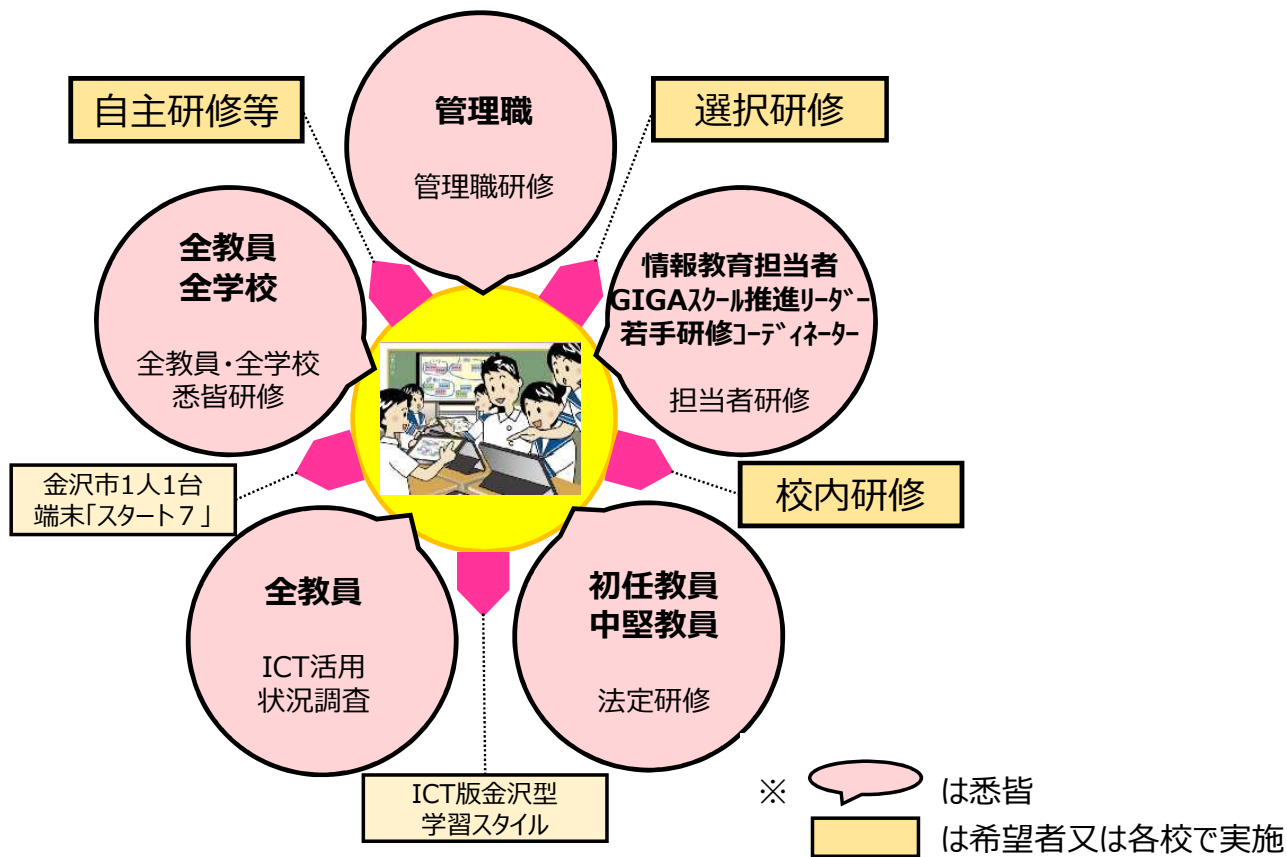 自主研修等
管理職
管理職研修
選択研修
全教員
全学校
全教員・全学校
悉皆研修
情報教育担当者
GIGAスクール推進リーダー
若手研修コーディネーター
担当者研修
金沢市1人1台
端末「スタート７」
校内研修
全教員
ICT活用
状況調査
初任教員
中堅教員
法定研修
ICT版金沢型
学習スタイル
※ は悉皆
は希望者又は各校で実施